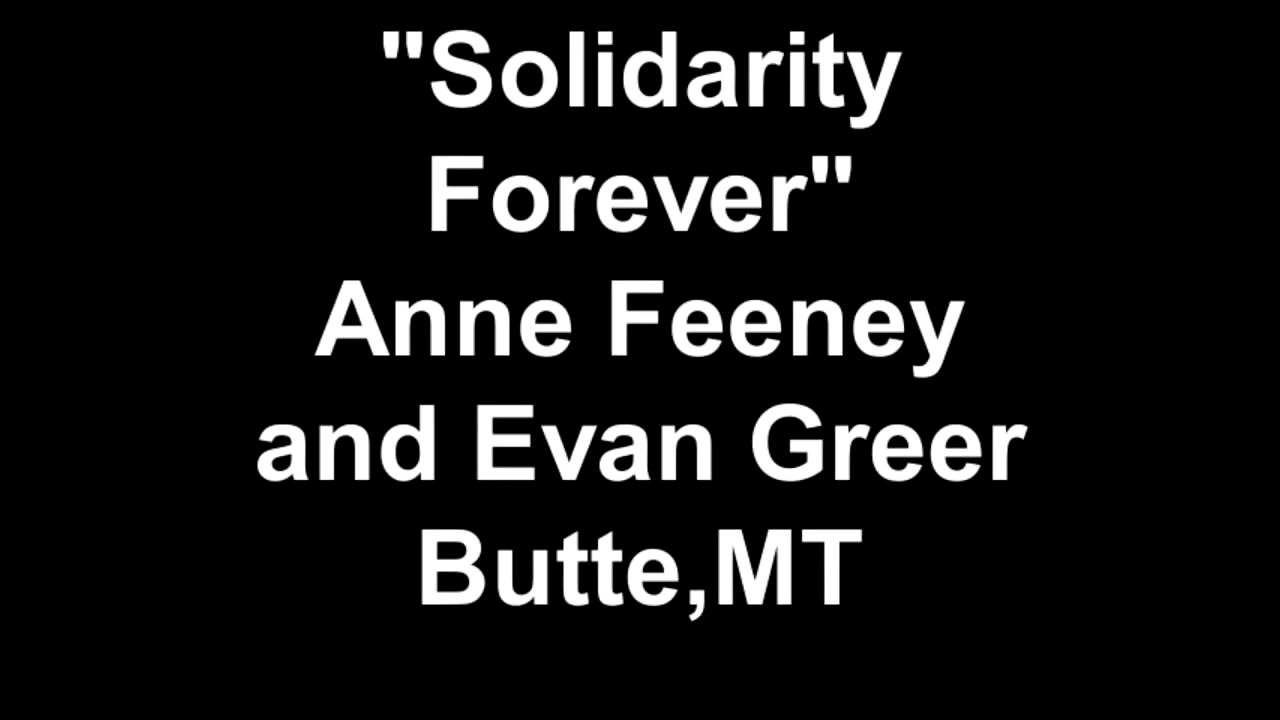 "Solidarity
Forever"
Anne Feeney
and Evan Greer
Butte,MT